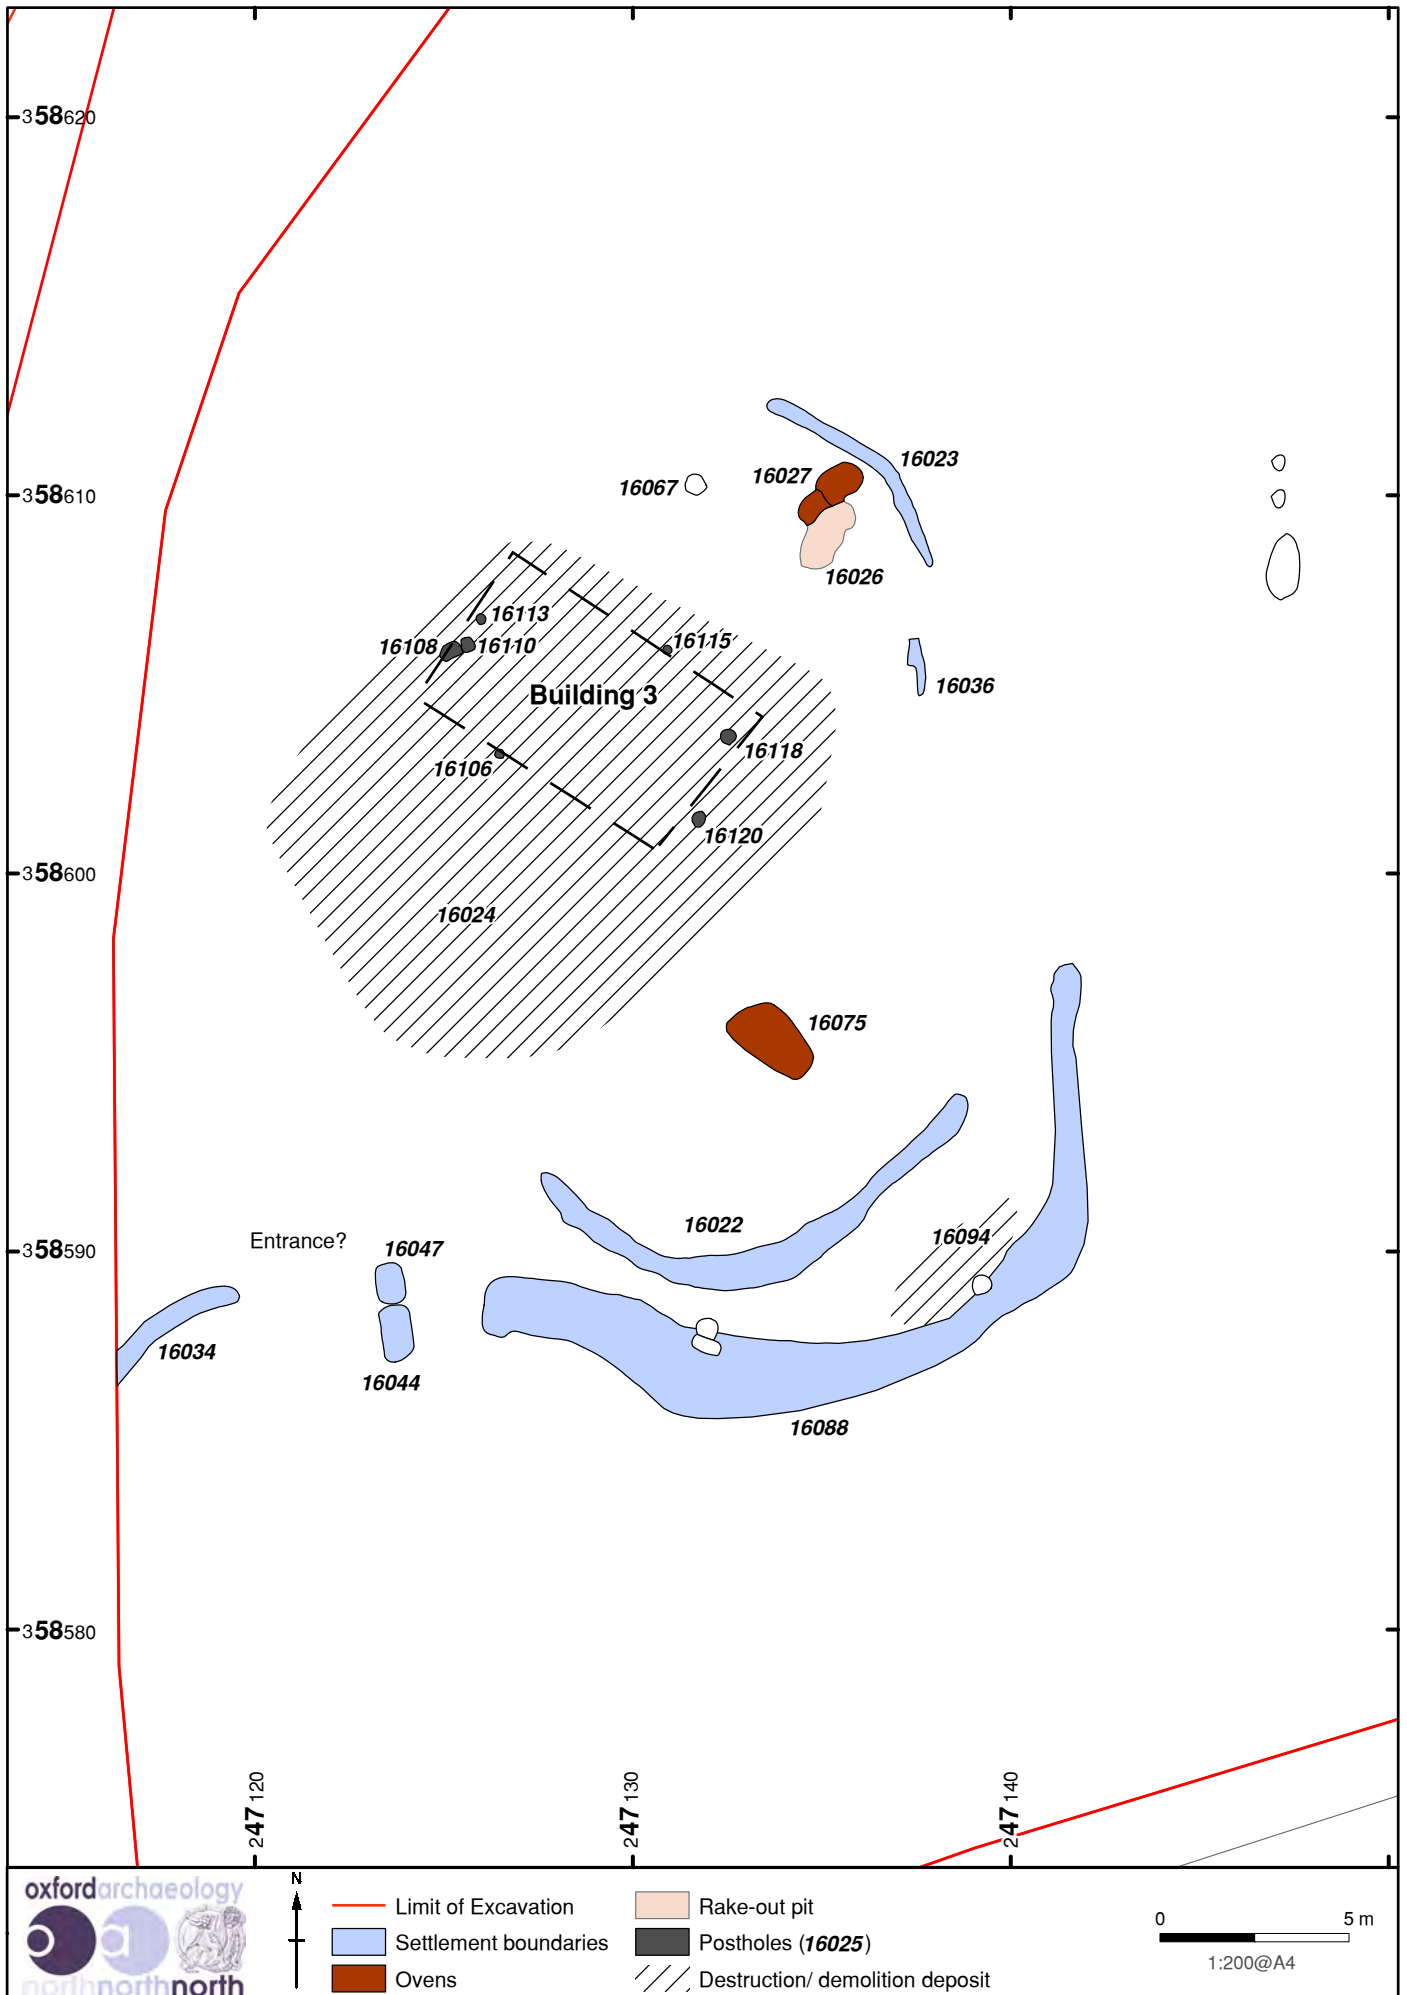 358620
16023
16027
16067
358610
16026
16113
16108
16110
16115
16036
Building 3
16118
16106
16120
358600
16024
16075
16022
16094
Entrance?
16047
358590
16034
16044
16088
358580
247120
247130
247140
oxfordarchaeology
northnorthnorth
N
Limit of Excavation
Settlement boundaries
Ovens
Rake-out pit
Postholes (16025)
Destruction/ demolition deposit
0 5 m
1:200@A4